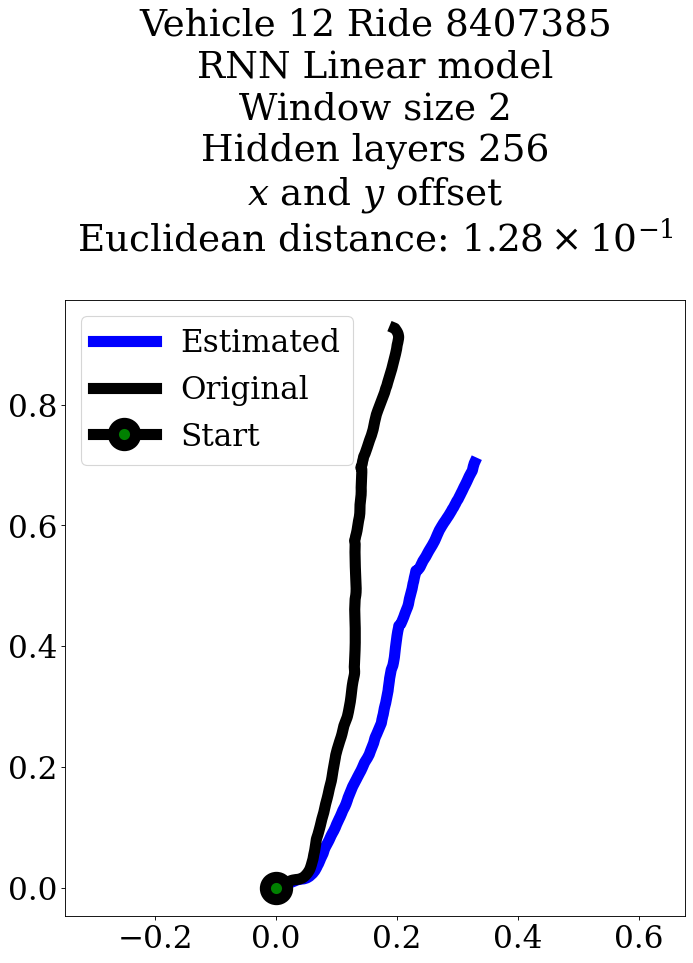 Vehicle 12 Ride 8407385
RNN Linear model
Window size 2
Hidden layers 256
x and y offset
Euclidean distance: 1.28 × 10⁻¹
Estimated
Original
Start
0.8
0.6
0.4
0.2
0.0
−0.2 0.0 0.2 0.4 0.6